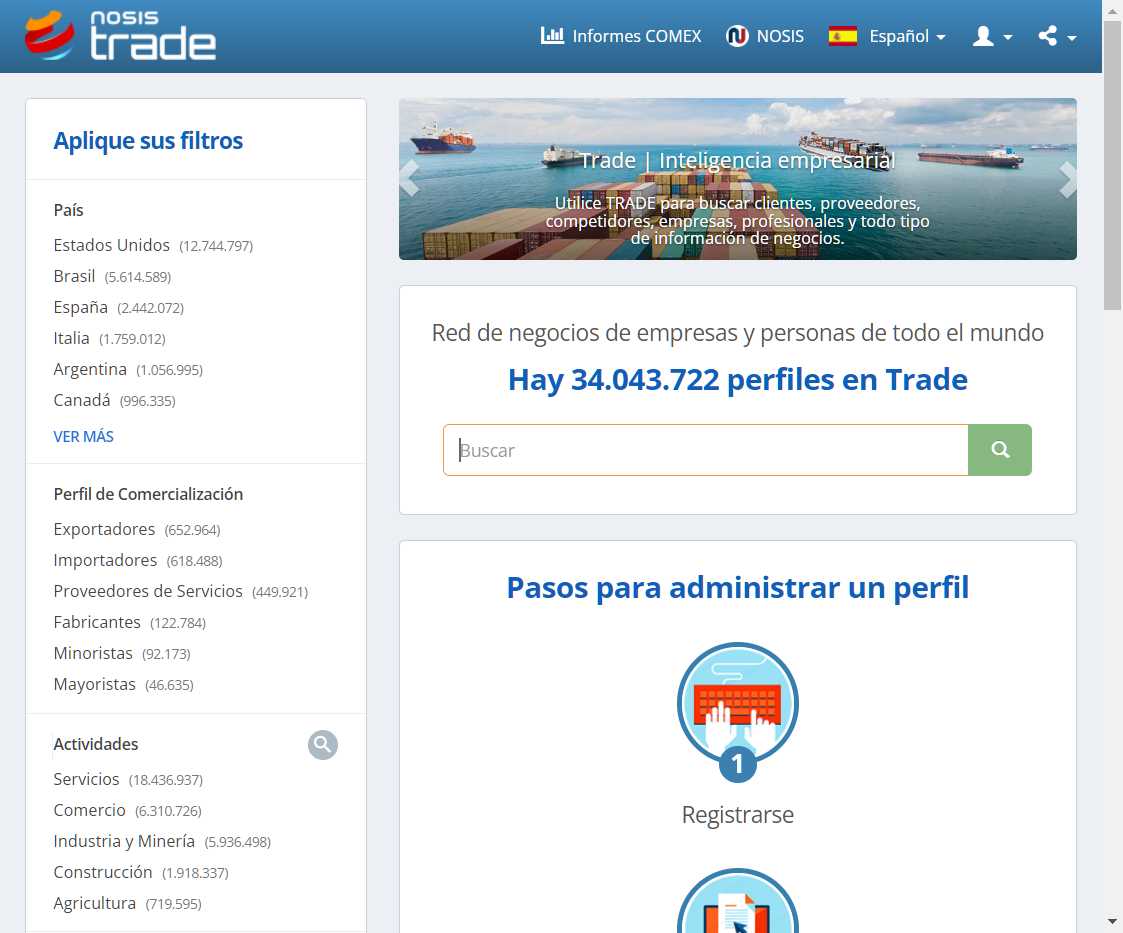 nosis
trade
Informes COMEX
NOSIS
Español
Aplique sus filtros
País
Estados Unidos (12.744.797)
Brasil (5.614.589)
España (2.442.072)
Italia (1.759.012)
Argentina (1.056.995)
Canadá (996.335)
VER MÁS
Perfil de Comercialización
Exportadores (652.964)
Importadores (618.488)
Proveedores de Servicios (449.921)
Fabricantes (122.784)
Minoristas (92.173)
Mayoristas (46.635)
Actividades
Servicios (18.436.937)
Comercio (6.310.726)
Industria y Minería (5.936.498)
Construcción (1.918.337)
Agricultura (719.595)
Trade | Inteligencia empresarial
Utilice TRADE para buscar clientes, proveedores,
competidores, empresas, profesionales y todo tipo
de información de negocios.
Red de negocios de empresas y personas de todo el mundo
Hay 34.043.722 perfiles en Trade
Buscar
Pasos para administrar un perfil
1
Registrarse